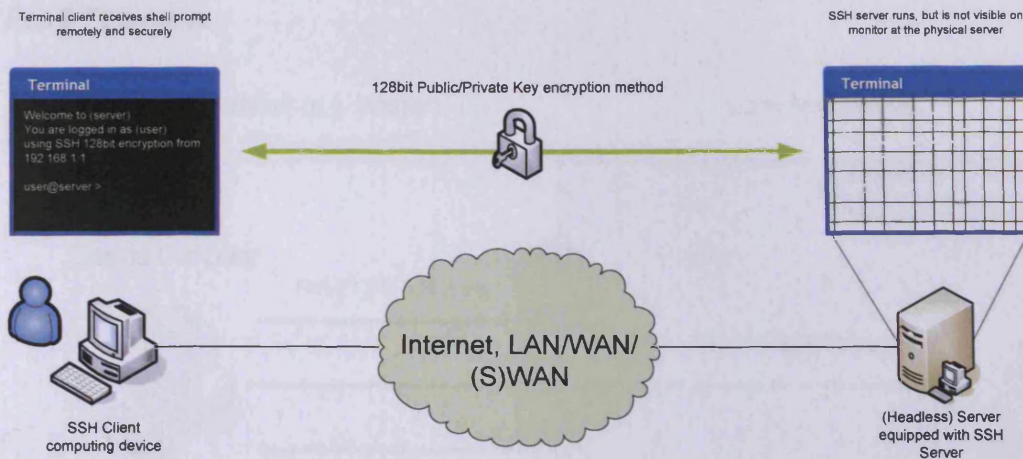 Terminal client receives shell prompt
remotely and securely
SSH server runs, but is not visible on
monitor at the physical server
128bit Public/Private Key encryption method
Terminal
Welcome to (server)
You are logged in as (user)
using SSH 128bit encryption from
192.168.1.1
user@server >
Terminal
Internet, LAN/WAN/
(S)WAN
SSH Client
computing device
(Headless) Server
equipped with SSH
Server